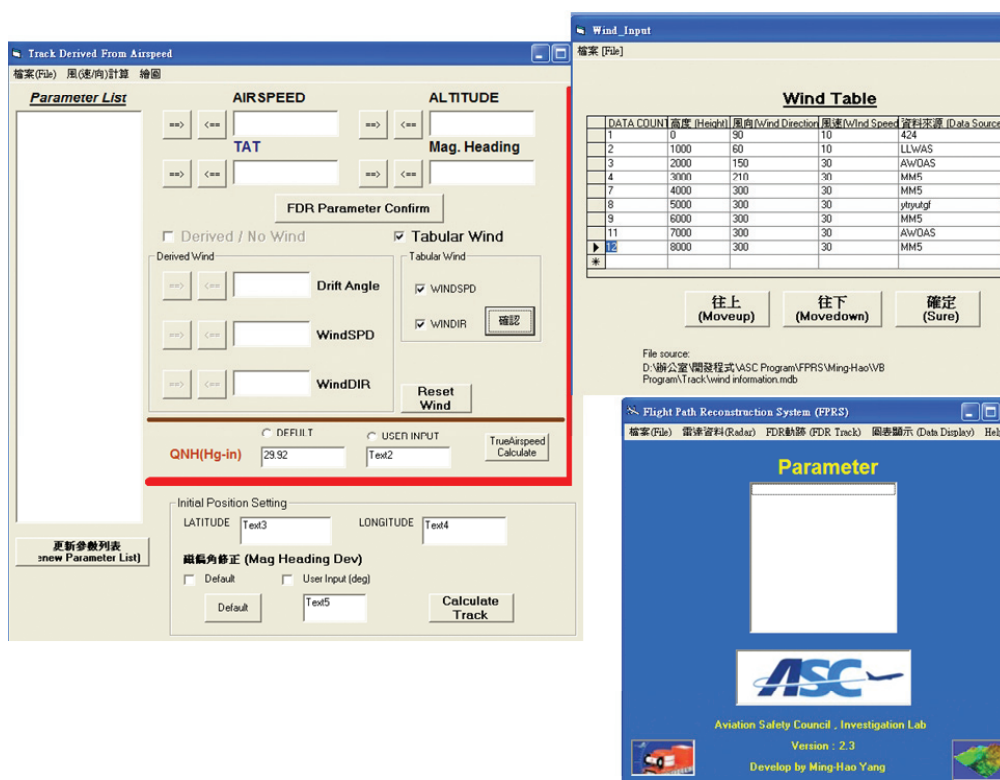 Track Derived From Airspeed
檔案(File) 風(速/向)計算 繪圖
Parameter List
AIRSPEED
ALTITUDE
==> <==
==> <==
TAT
Mag. Heading
==> <==
==> <==
FDR Parameter Confirm
Derived / No Wind
Tabular Wind
Derived Wind
==> <== Drift Angle
==> <== WindSPD
==> <== WindDIR
Tabular Wind
WINDSPD
WINDIR
確認
Reset
Wind
QNH(Hg-in)
DEFULT
29.92
USER INPUT
Text2
TrueAirspeed
Calculate
更新參數列表
enew Parameter List)
Initial Position Setting
LATITUDE Text3
LONGITUDE Text4
磁偏角修正 (Mag Heading Dev)
Default
User Input (deg)
Default
Text5
Calculate
Track
Wind_Input
檔案 [File]
Wind Table
DATA COUNT 高度 (Height) 風向(Wind Direction 風速(WInd Speed 資料來源 (Data Source
1 0 90 10 424
2 1000 60 10 LLWAS
3 2000 150 30 AWOAS
4 3000 210 30 MM5
7 4000 300 30 MM5
8 5000 300 30 ytryutgf
9 6000 300 30 MM5
11 7000 300 30 AWOAS
12 8000 300 30 MM5
往上
(Moveup)
往下
(Movedown)
確定
(Sure)
File source:
D:\辦公室\開發程式\ASC Program\FPRS\Ming-Hao\VB
Program\Track\wind information.mdb
Flight Path Reconstruction System (FPRS)
檔案(File) 雷達資料(Radar) FDR軌跡 (FDR Track) 圖表顯示 (Data Display) Help
Parameter
ASC
Aviation Safety Council , Investigation Lab
Version : 2.3
Develop by Ming-Hao Yang